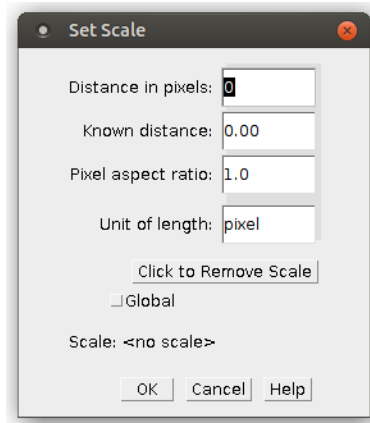 Set Scale
Distance in pixels: 0
Known distance: 0.00
Pixel aspect ratio: 1.0
Unit of length: pixel
Click to Remove Scale
Global
Scale: <no scale>
OK Cancel Help